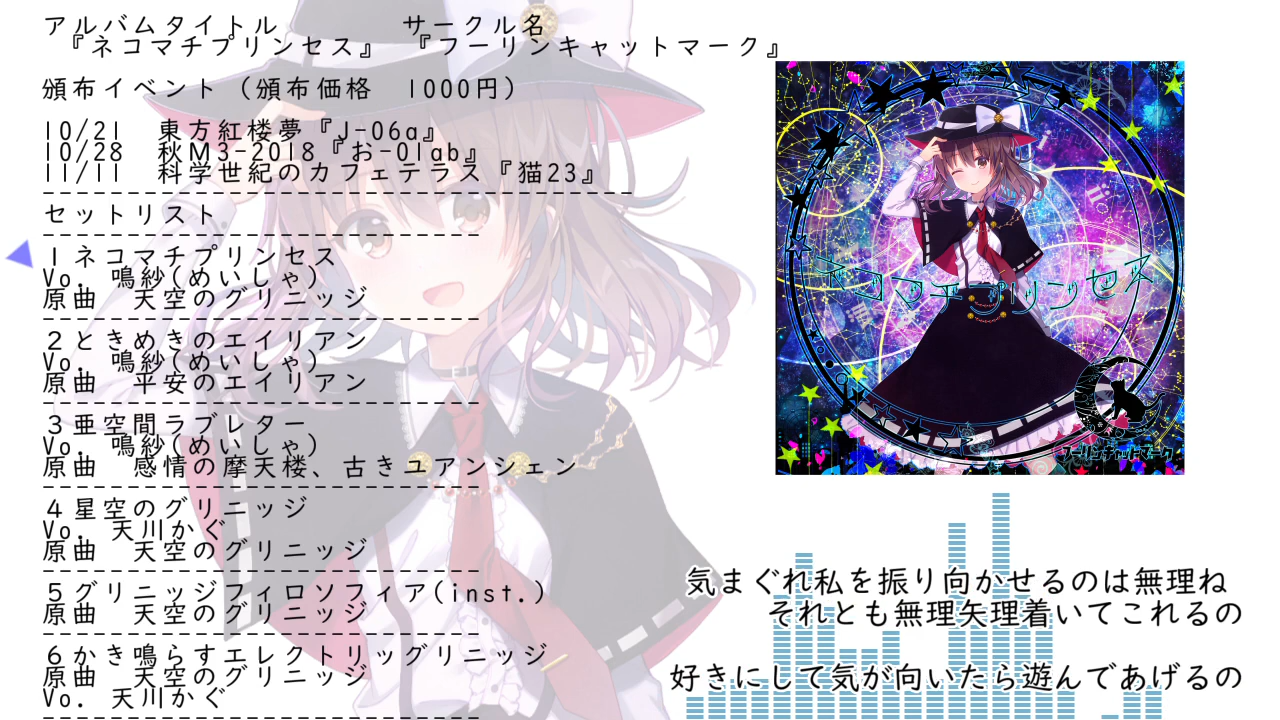 アルバムタイトル　　　　サークル名
『ネコマチプリンセス』　『フーリンキャットマーク』
頒布イベント（頒布価格　1000円）
10/21　東方紅楼夢『J-06a』
10/28　秋M3-2018『お-01ab』
11/11　科学世紀のカフェテラス『猫23』
---------------------------------
セットリスト
------------------------
1ネコマチプリンセス
Vo.　鳴紗(めいしゃ)
原曲　天空のグリニッジ
------------------------
2ときめきのエイリアン
Vo.　鳴紗(めいしゃ)
原曲　平安のエイリアン
------------------------
3亜空間ラブレター
Vo.　鳴紗(めいしゃ)
原曲　感情の摩天楼、古きユアンシェン
------------------------
4星空のグリニッジ
Vo.　天川かぐ
原曲　天空のグリニッジ
------------------------
5グリニッジフィロソフィア(inst.)
原曲　天空のグリニッジ
------------------------
6かき鳴らすエレクトリッグリニッジ
原曲　天空のグリニッジ
Vo.　天川かぐ
------------------------
ネコマチプリンセス
フーリンキャットマーク
気まぐれ私を振り向かせるのは無理ね
それとも無理矢理着いてこれるの
好きにして気が向いたら遊んであげるの